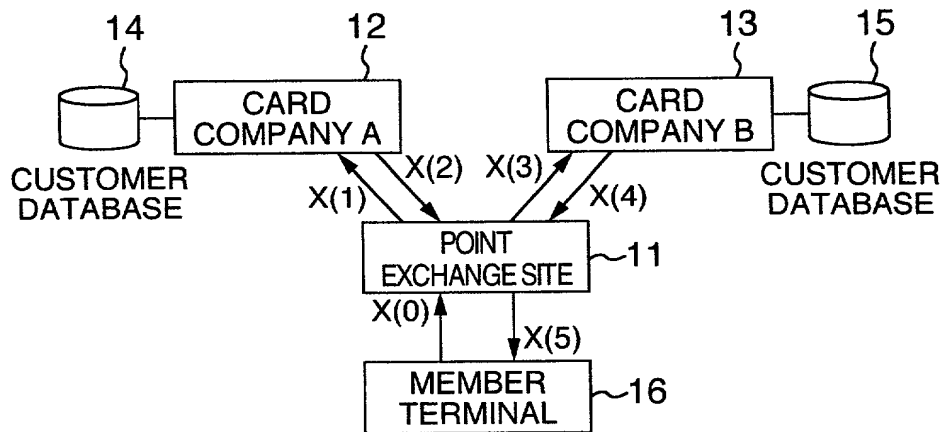 14
12
13
15
CARD
COMPANY A
CARD
COMPANY B
CUSTOMER
DATABASE
X(1)
X(2)
X(3)
X(4)
CUSTOMER
DATABASE
POINT
EXCHANGE SITE
11
X(0)
X(5)
MEMBER
TERMINAL
16